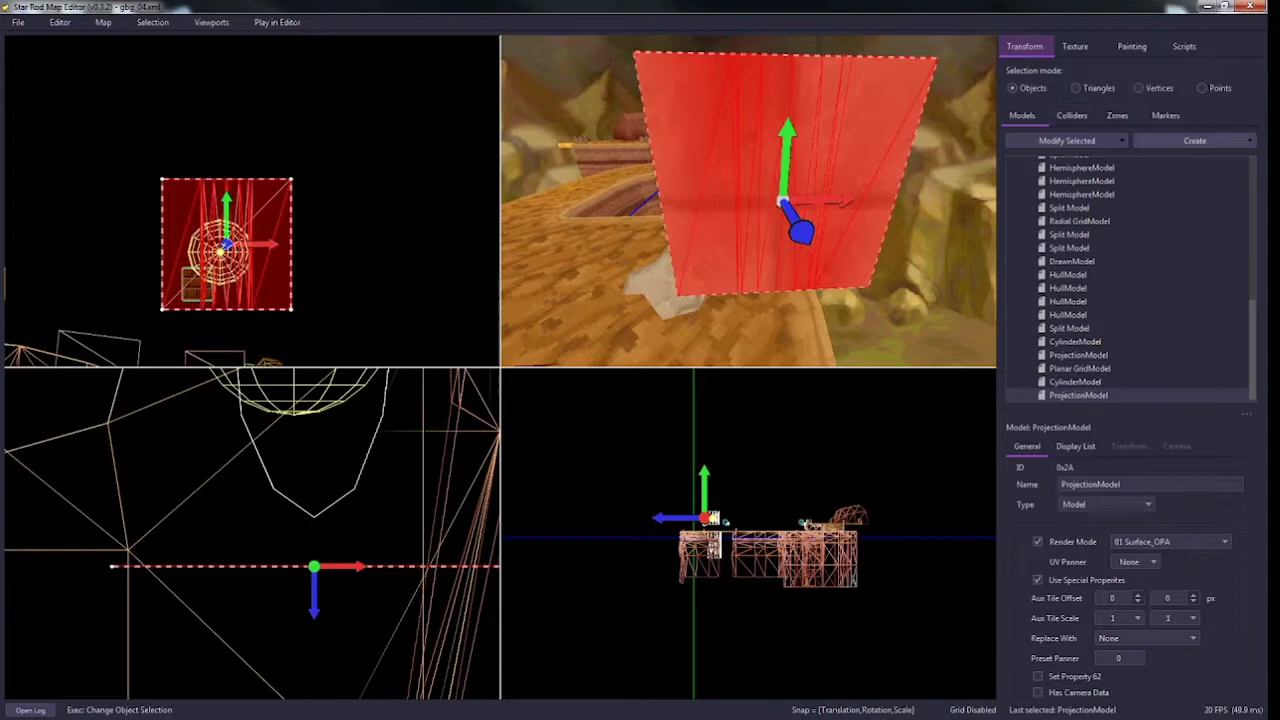 Star Rod Map Editor (v0.3.2) - gbg_04.xml
File Editor Map Selection Viewports Play in Editor
Transform Texture Painting Scripts
Selection mode:
Objects Triangles Vertices Points
Models Colliders Zones Markers
Modify Selected Create
HemisphereModel
HemisphereModel
HemisphereModel
Split Model
Radial GridModel
Split Model
Split Model
DrawnModel
HullModel
HullModel
HullModel
HullModel
Split Model
CylinderModel
ProjectionModel
Planar GridModel
CylinderModel
ProjectionModel
Model: ProjectionModel
General Display List Transform Camera
ID 0x2A
Name ProjectionModel
Type Model
Render Mode 01 Surface_OPA
UV Panner None
Use Special Properites
Aux Tile Offset 0 0 px
Aux Tile Scale 1 1
Replace With None
Preset Panner 0
Set Property 62
Has Camera Data
Open Log Exec: Change Object Selection Snap = [Translation,Rotation,Scale] Grid Disabled Last selected: ProjectionModel 20 FPS (49.9 ms)